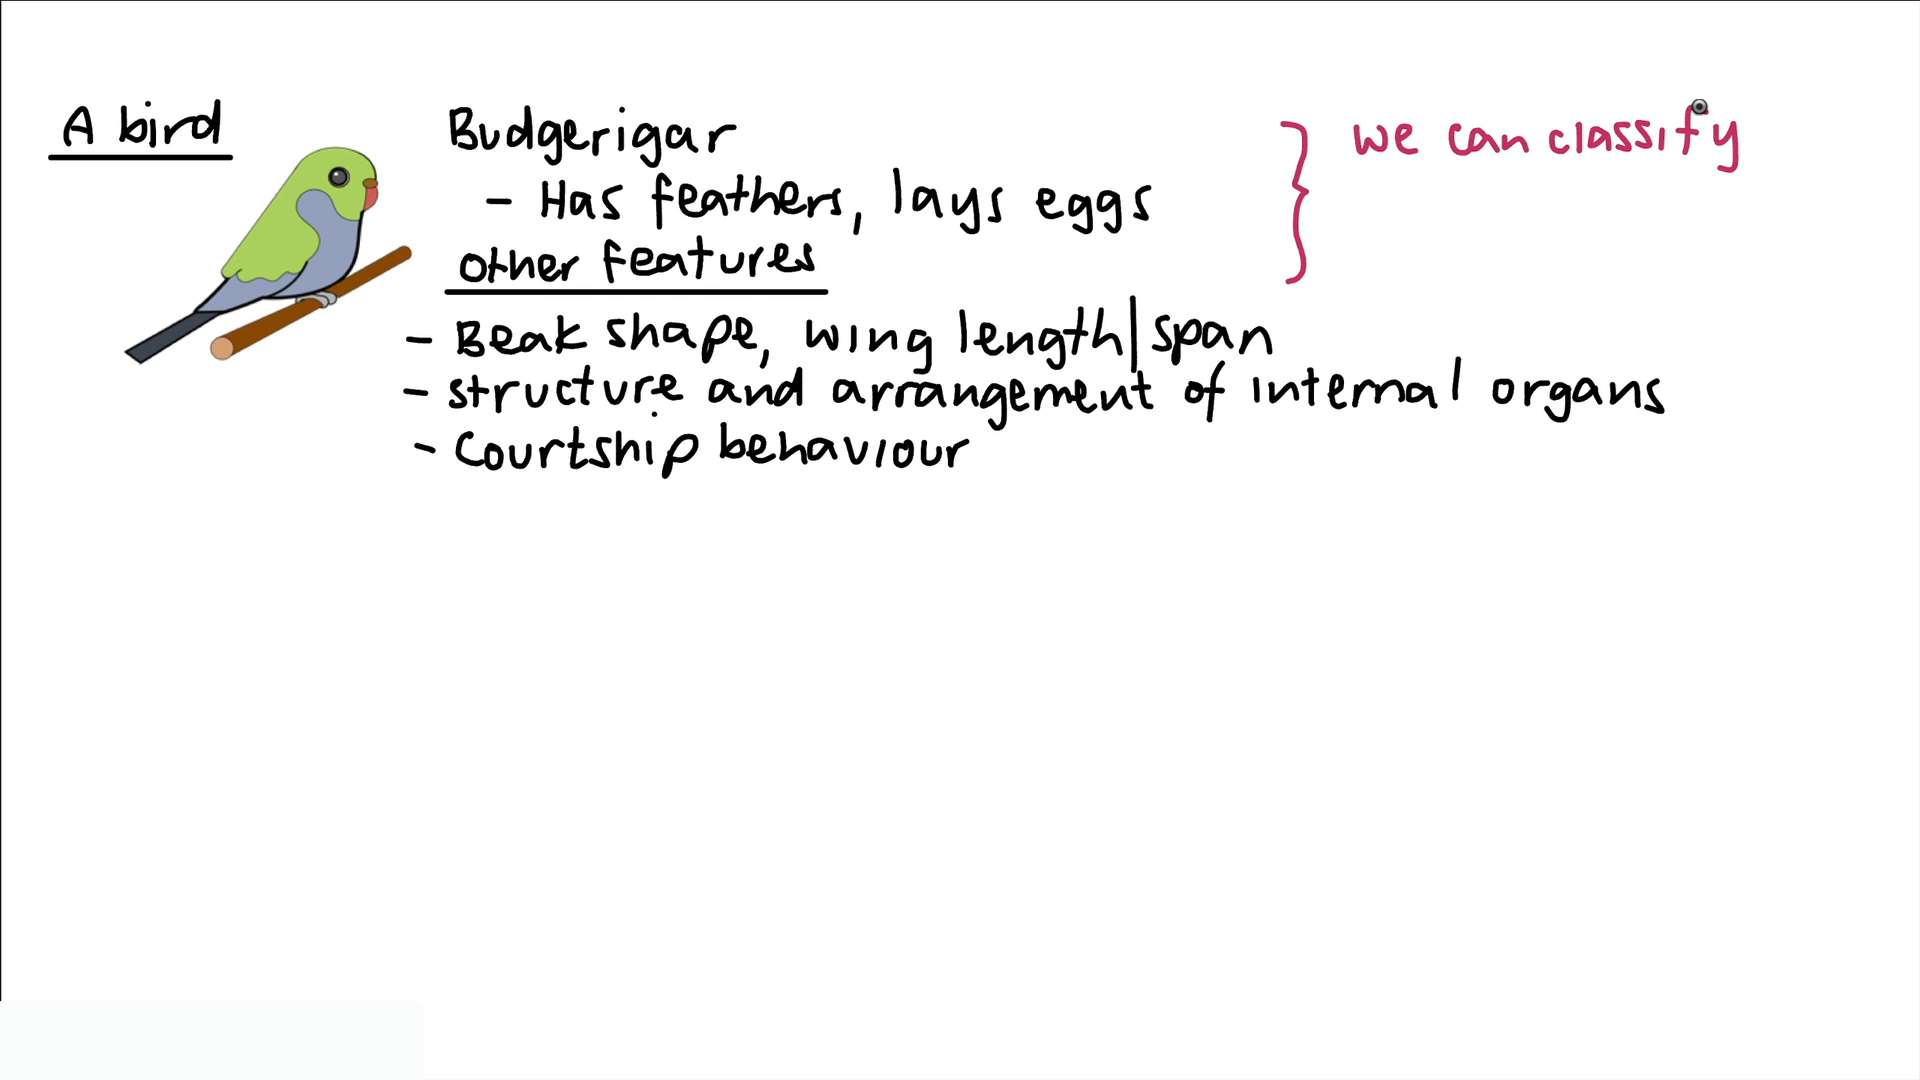 A bird
Budgerigar
- Has feathers, lays eggs
other features
- Beak shape, wing length|span
- structure and arrangement of internal organs
- Courtship behaviour
we can classify